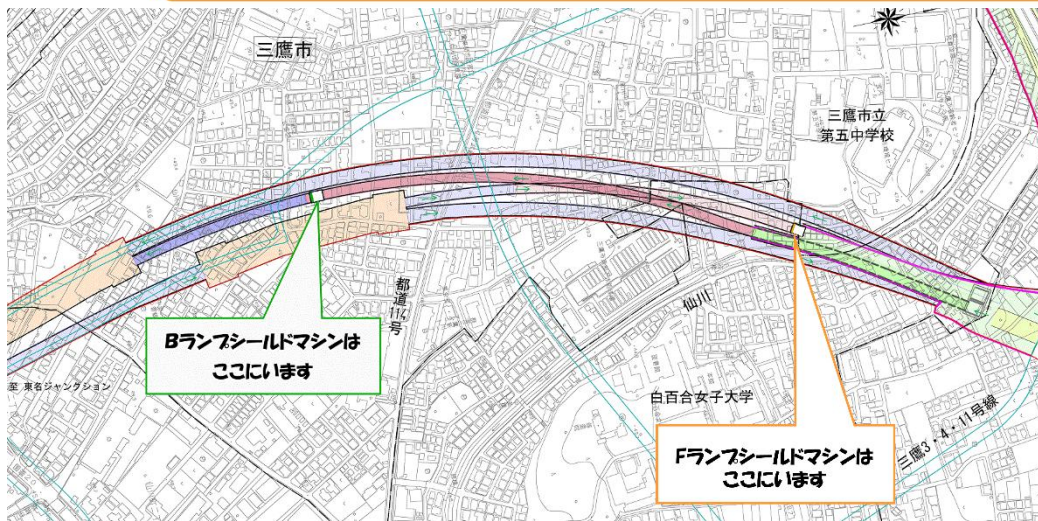 三鷹市
三鷹市立
第五中学校
都道114号
仙川
Bランプシールドマシンは
ここにいます
至 東名ジャンクション
白百合女子大学
三鷹3・4・11号線
Fランプシールドマシンは
ここにいます